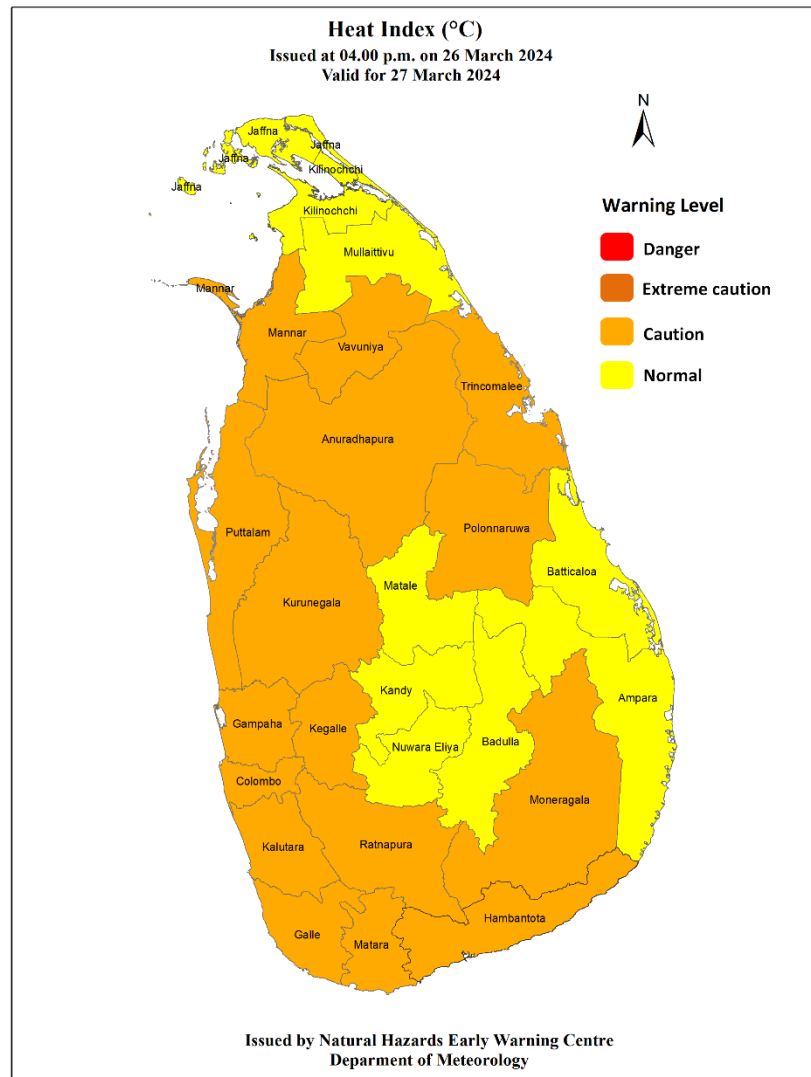 Heat Index (°C)
Issued at 04.00 p.m. on 26 March 2024
Valid for 27 March 2024
N
Jaffna
Jaffna
Jaffna
Kilinochchi
Jaffna
Kilinochchi
Warning Level
Danger
Extreme caution
Caution
Normal
Mullaittivu
Mannar
Mannar
Vavuniya
Trincomalee
Anuradhapura
Puttalam
Polonnaruwa
Batticaloa
Matale
Kurunegala
Kandy
Ampara
Gampaha
Kegalle
Nuwara Eliya
Badulla
Colombo
Moneragala
Kalutara
Ratnapura
Hambantota
Galle
Matara
Issued by Natural Hazards Early Warning Centre
Deparment of Meteorology